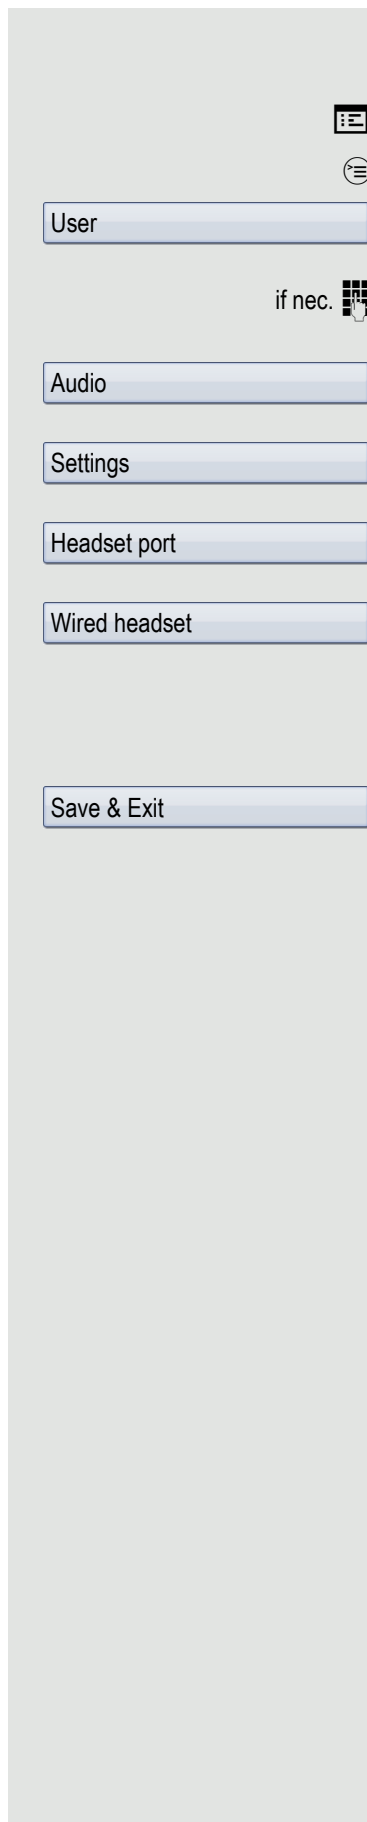 User
if nec.
Audio
Settings
Headset port
Wired headset
Save & Exit